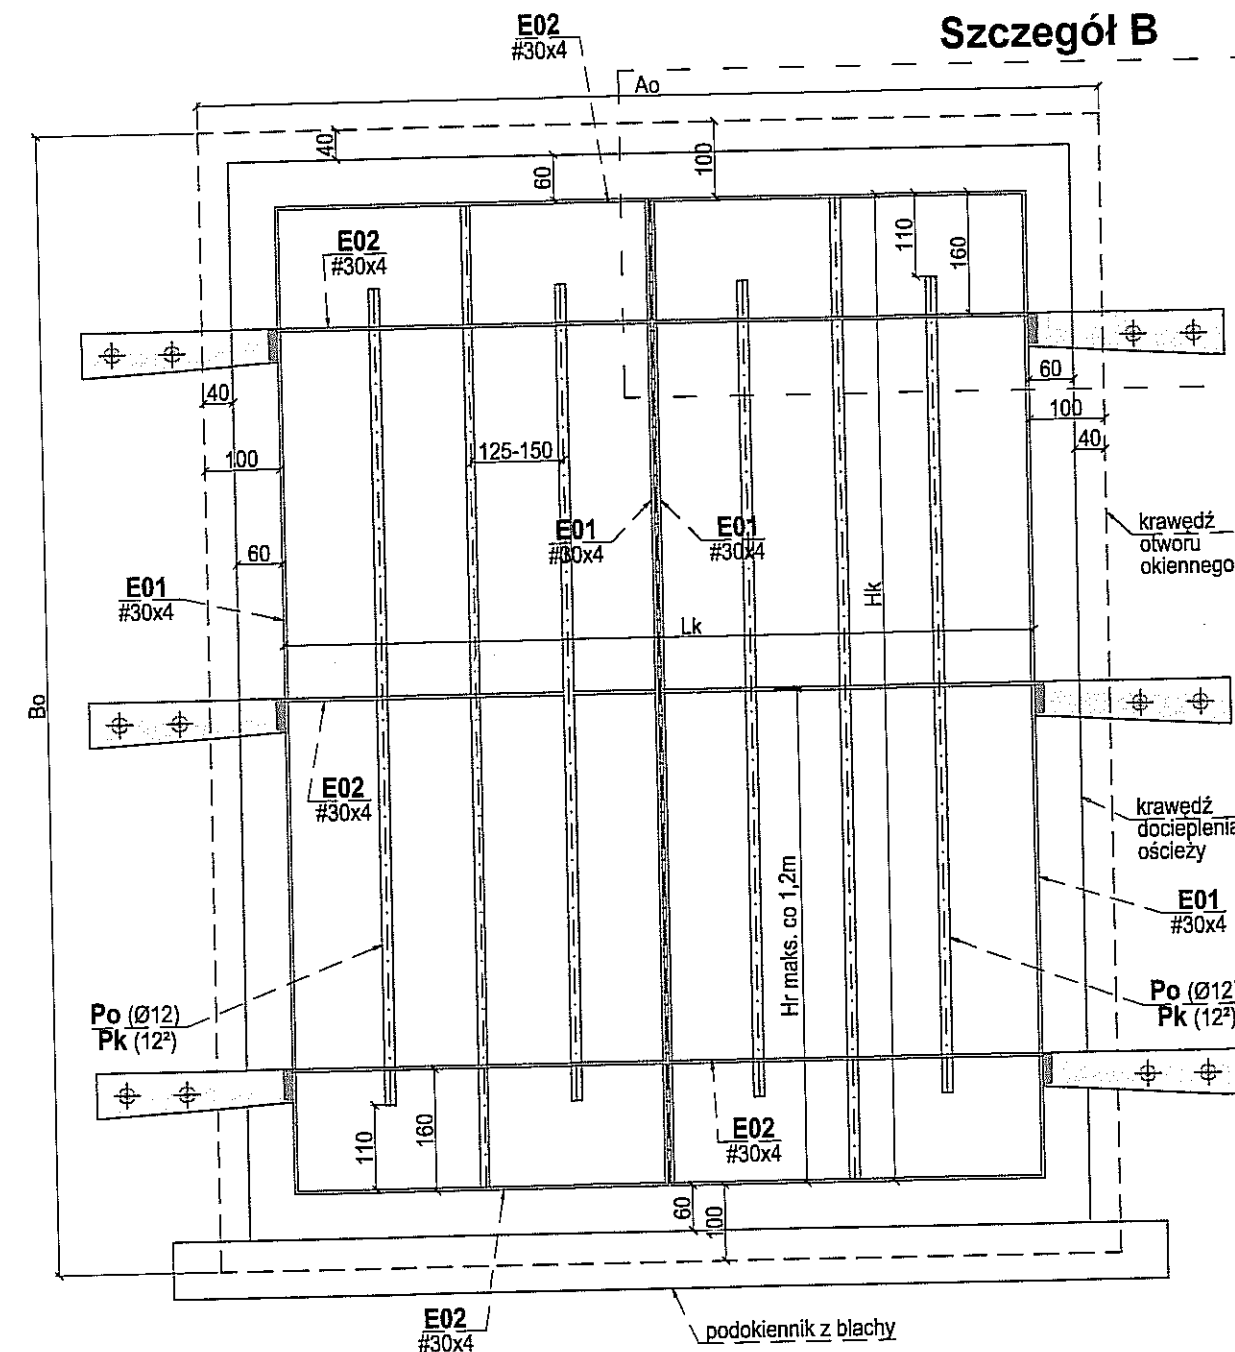 E02
#30x4
Szczegół B
Ao
40
60
100
110
160
E02
#30x4
60
40
100
40
125-150
100
krawędź
otworu
okiennego
E01
#30x4
E01
#30x4
60
E01
#30x4
Hk
Lk
Bo
E02
#30x4
krawędź
docieplenia
ościeży
Hr maks. co 1,2m
E01
#30x4
Po (Ø12)
Pk (12²)
Po (Ø12)
Pk (12²)
110
160
E02
#30x4
60
100
E02
#30x4
podokiennik z blachy